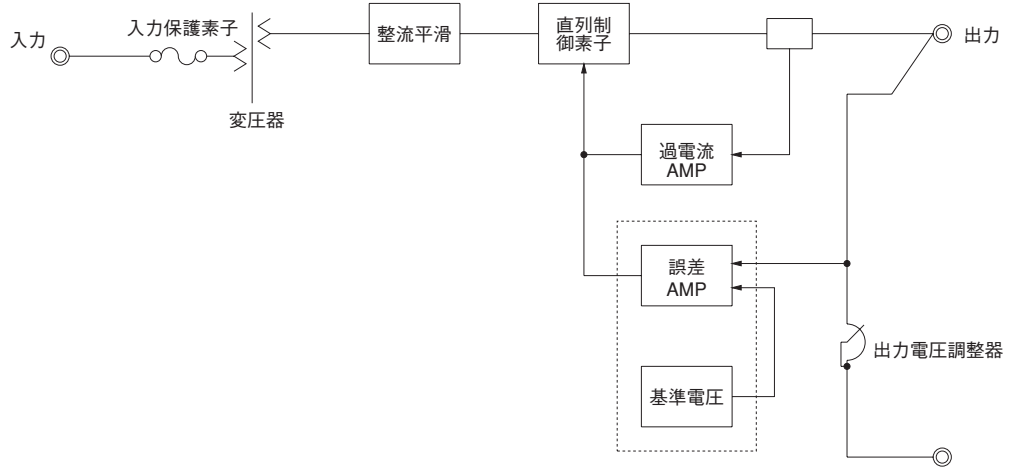 入力
入力保護素子
変圧器
整流平滑
直列制
御素子
出力
過電流
AMP
誤差
AMP
基準電圧
出力電圧調整器